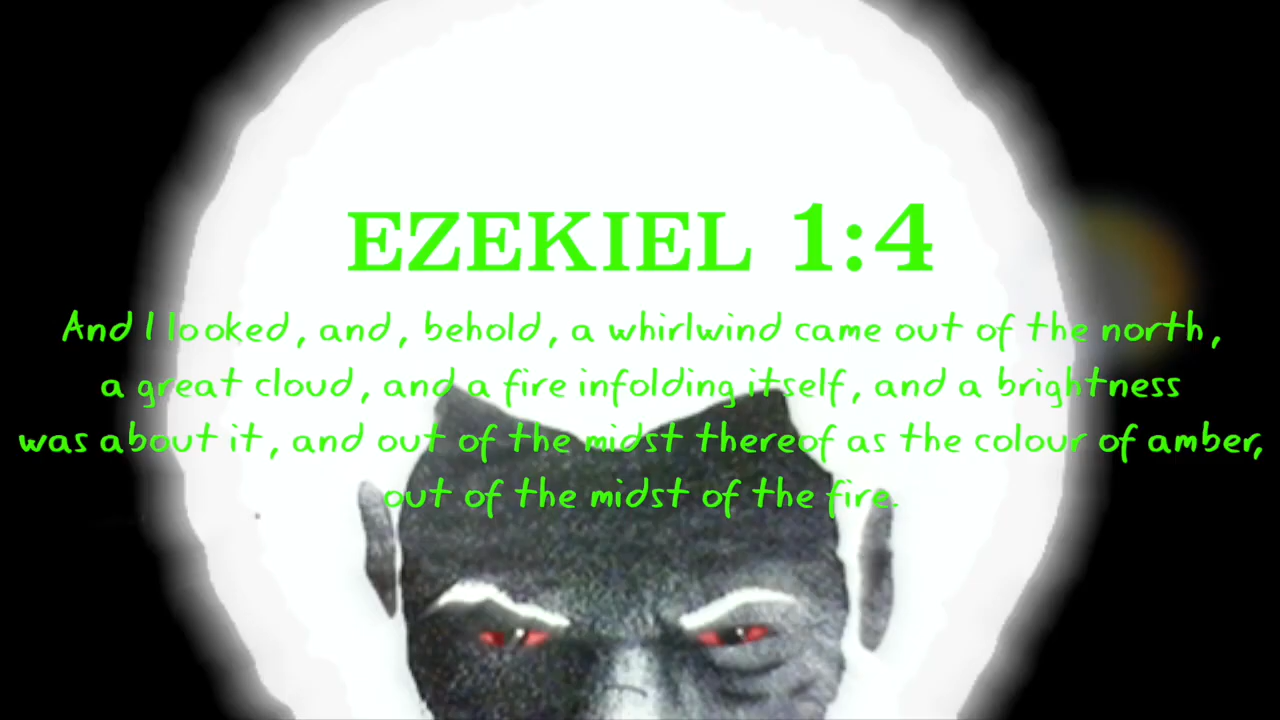 EZEKIEL 1:4
And I looked, and, behold, a whirlwind came out of the north,
a great cloud, and a fire infolding itself, and a brightness
was about it, and out of the midst thereof as the colour of amber,
out of the midst of the fire.